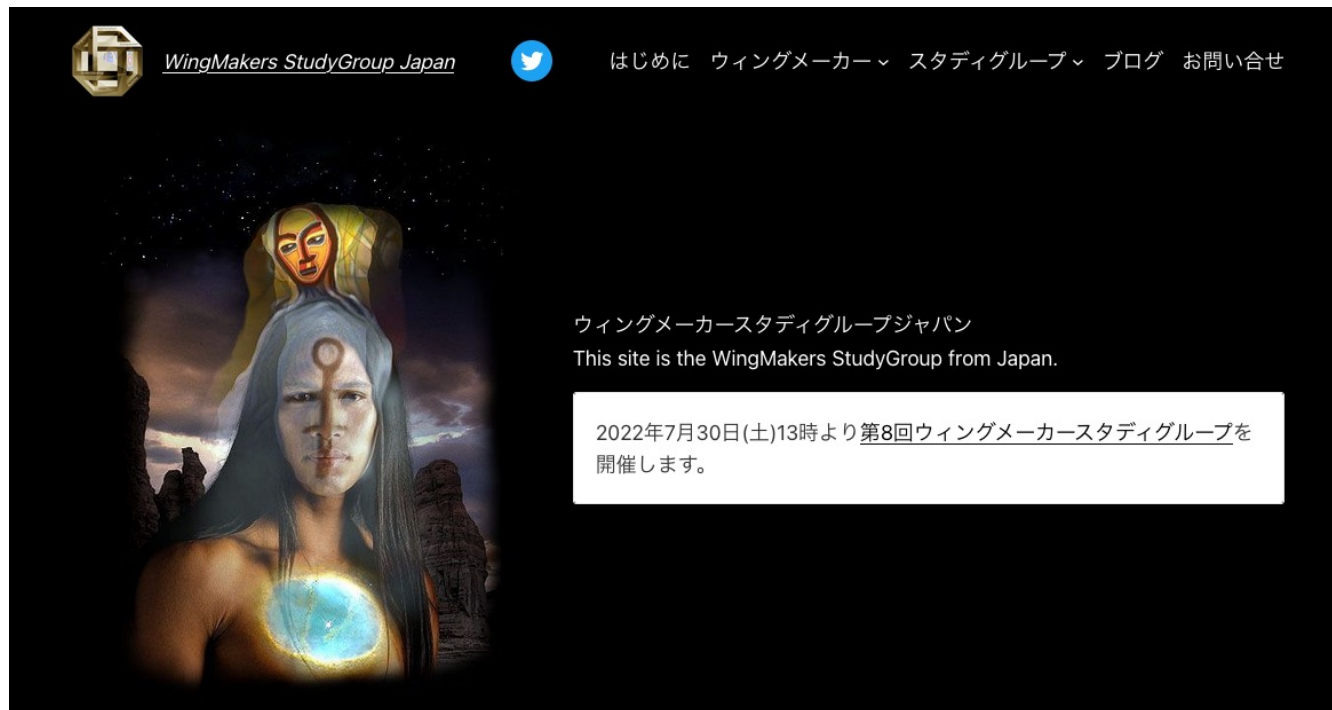 WingMakers StudyGroup Japan
はじめに ウィングメーカー スタディグループ ブログ お問い合せ
ウィングメーカースタディグループジャパン
This site is the WingMakers StudyGroup from Japan.
2022年7月30日(土)13時より第8回ウィングメーカースタディグループを
開催します。